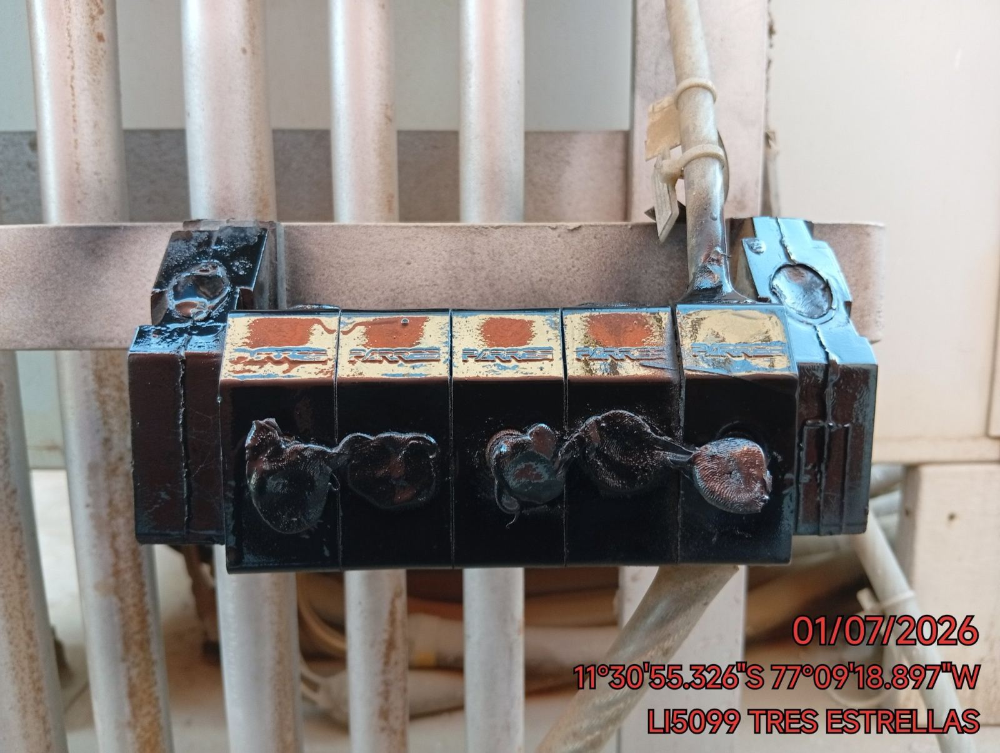 PARRES PARRES PARRES PARRES PARRES
01/07/2026
11°30'55.326"S 77°09'18.897"W
LI5099 TRES ESTRELLAS